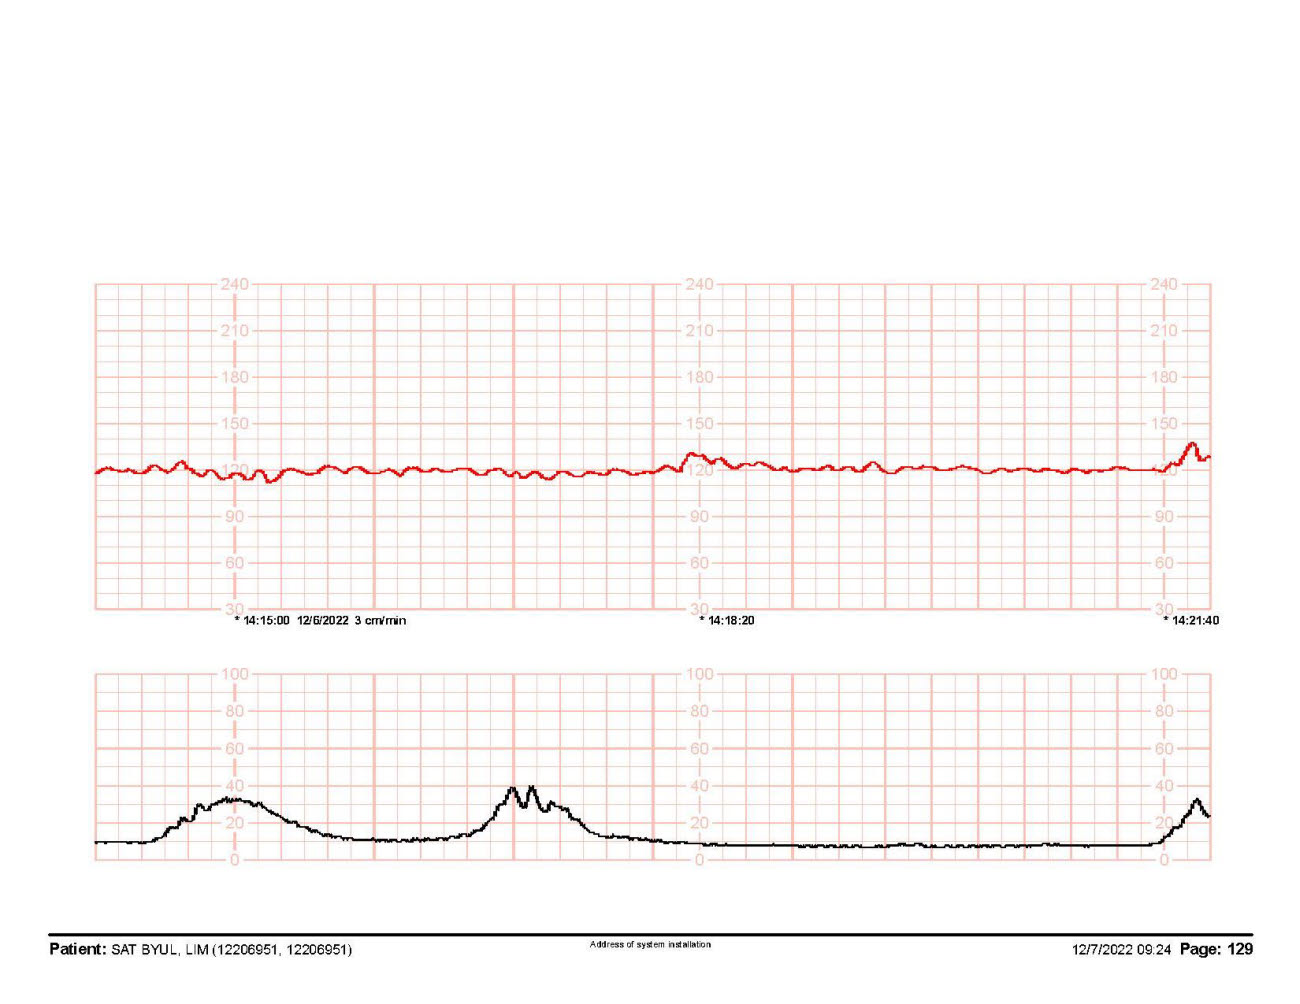 240 240 240
210 210 210
180 180 180
150 150 150
120 120 120
90 90 90
60 60 60
30 30 30
* 14:15:00 12/6/2022 3 cm/min * 14:18:20 * 14:21:40
100 100 100
80 80 80
60 60 60
40 40 40
20 20 20
0 0 0
Patient: SAT BYUL, LIM (12206951, 12206951) Address of system installation 12/7/2022 09:24 Page: 129